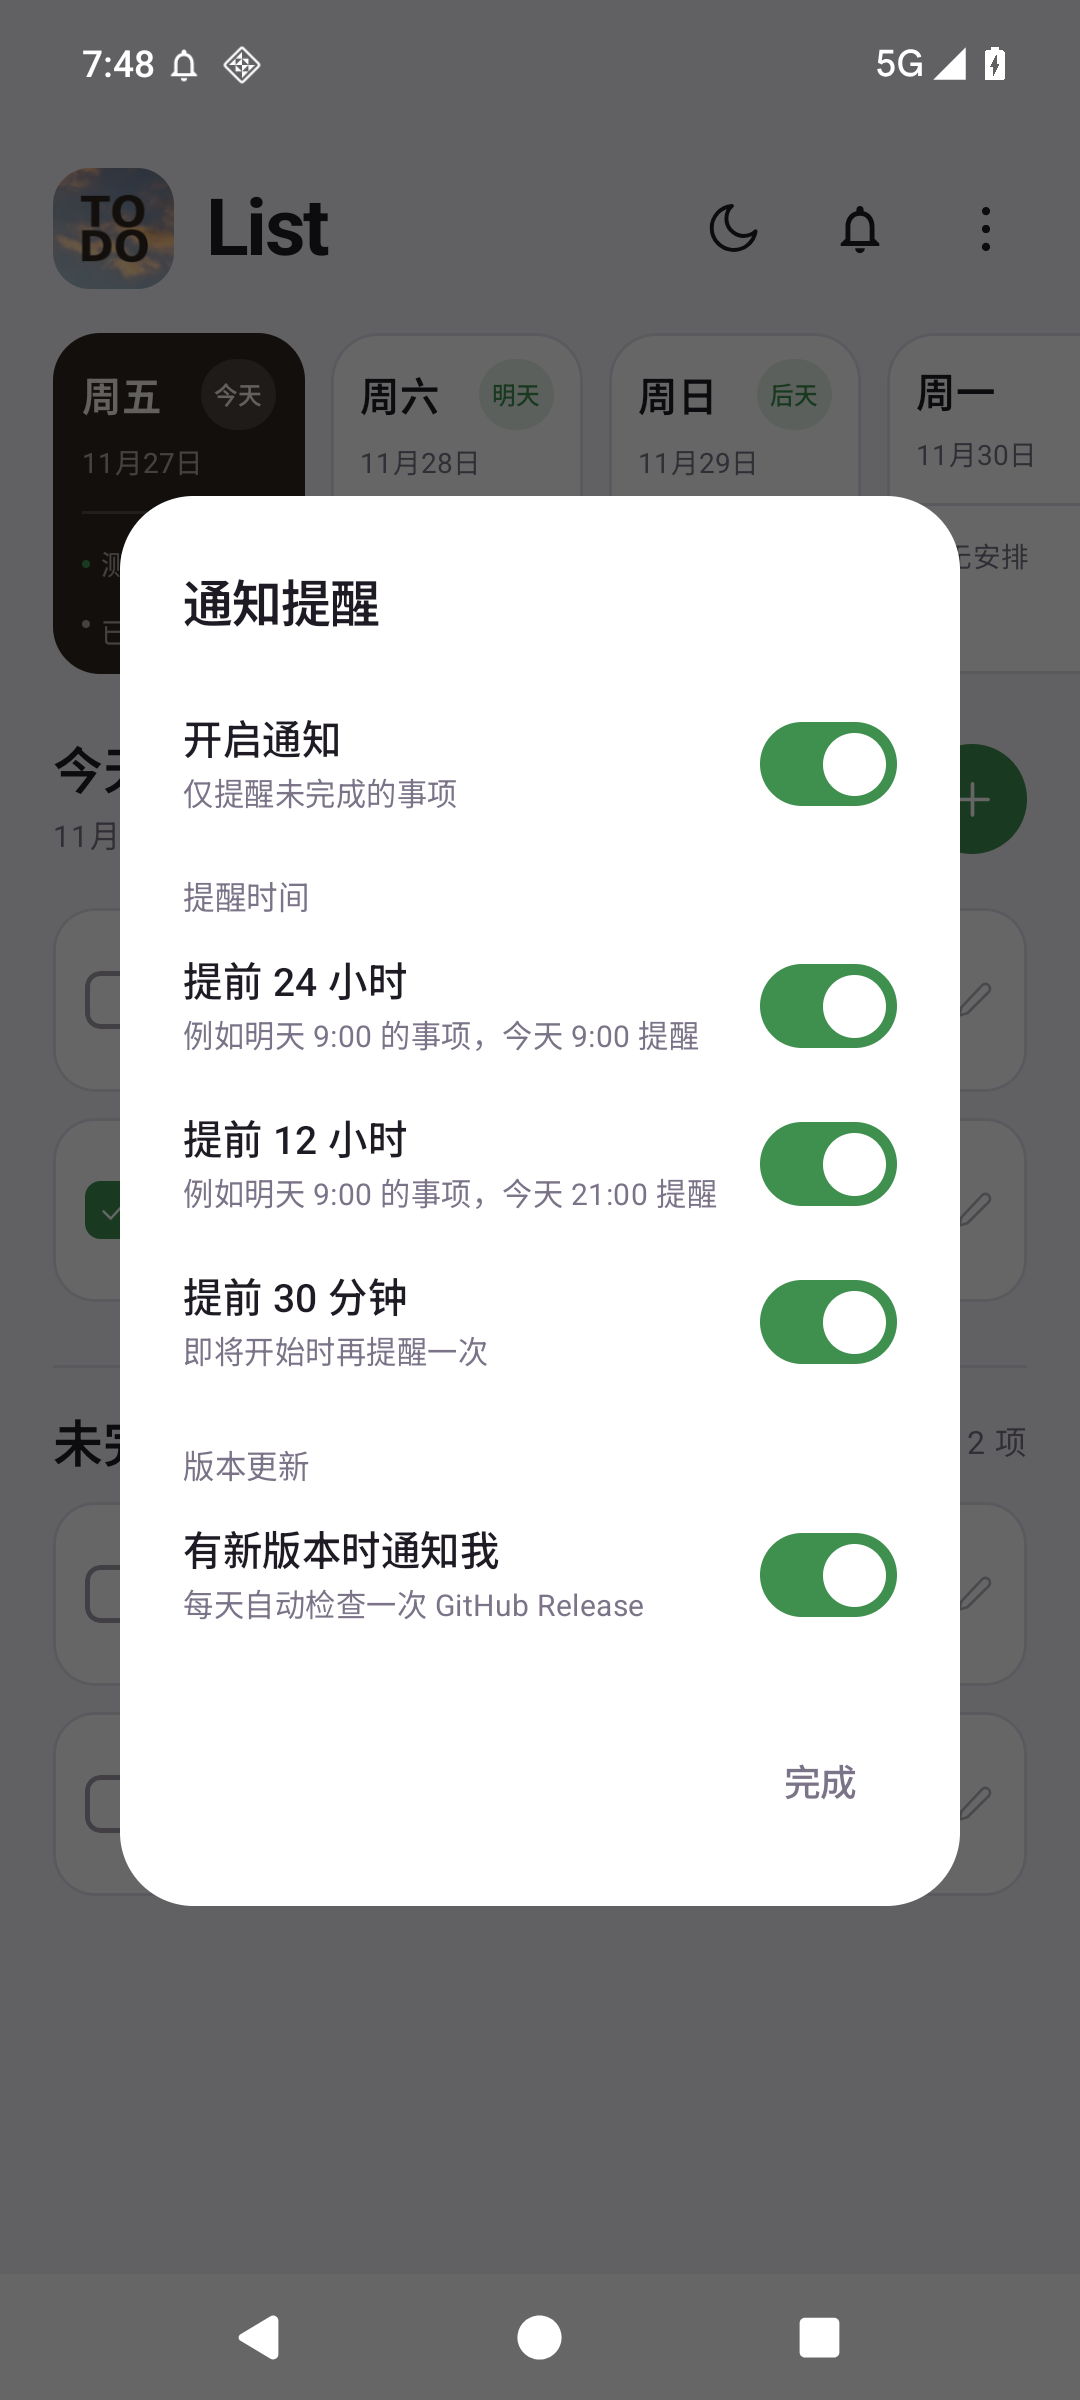 7:48
5G
TO
DO
List
周五 今天
11月27日
周六 明天
11月28日
周日 后天
11月29日
周一
11月30日
安排
今
11月
通知提醒
开启通知
仅提醒未完成的事项
提醒时间
提前 24 小时
例如明天 9:00 的事项，今天 9:00 提醒
提前 12 小时
例如明天 9:00 的事项，今天 21:00 提醒
提前 30 分钟
即将开始时再提醒一次
未
2 项
版本更新
有新版本时通知我
每天自动检查一次 GitHub Release
完成